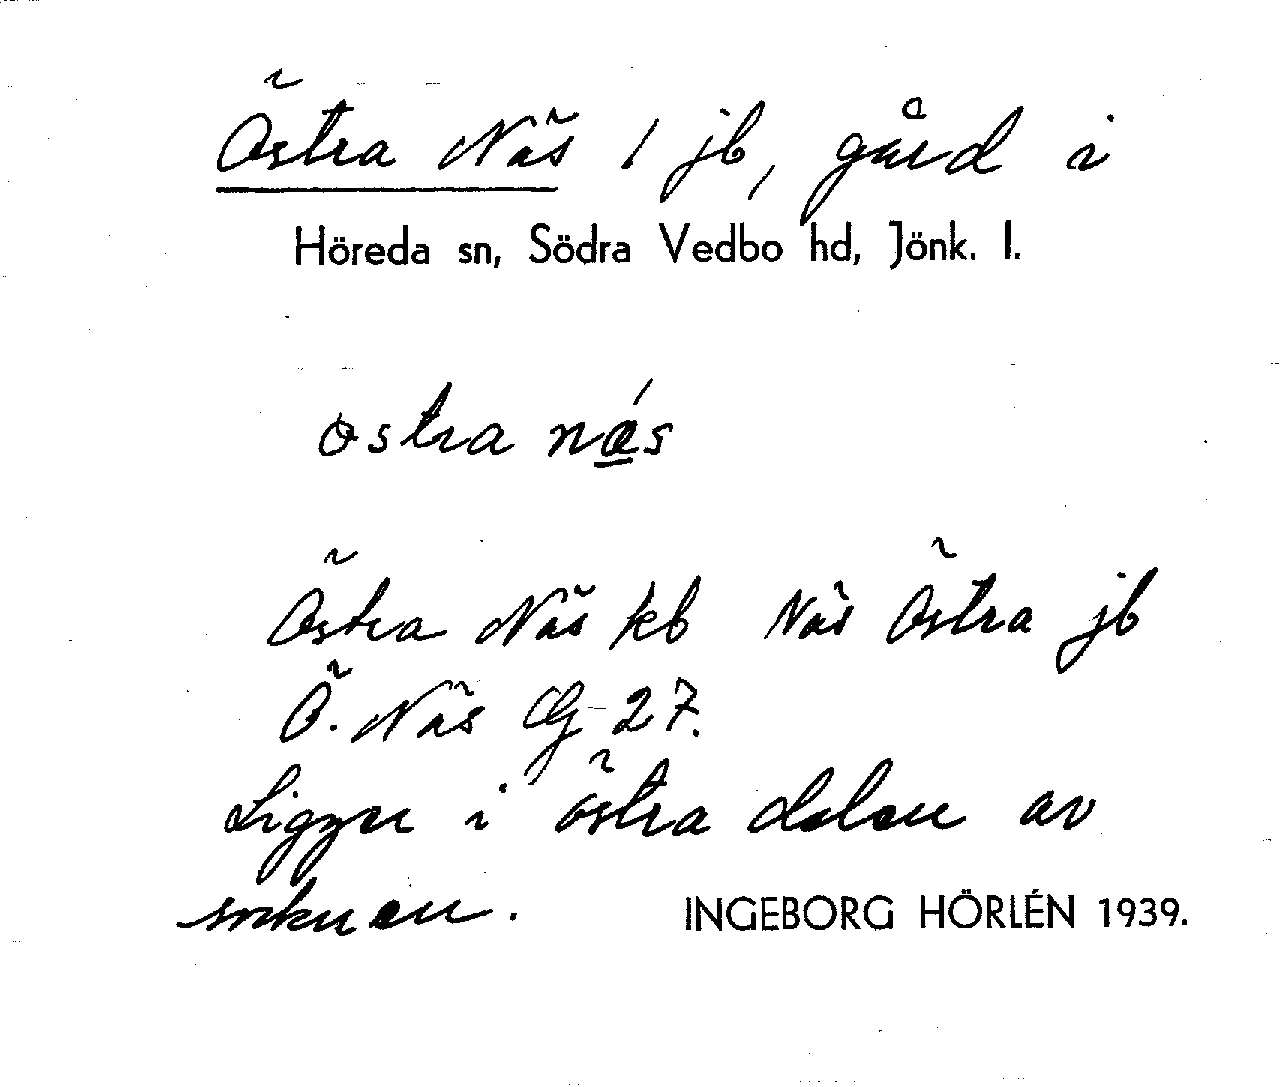 Östra Näs 1 jb, gård i
Höreda sn, Södra Vedbo hd, Jönk. l.
östra näs
Östra Näs kb Näs Östra jb
Ö. Näs G-27.
Ligger i östra delen av
socknen.
INGEBORG HÖRLÉN 1939.